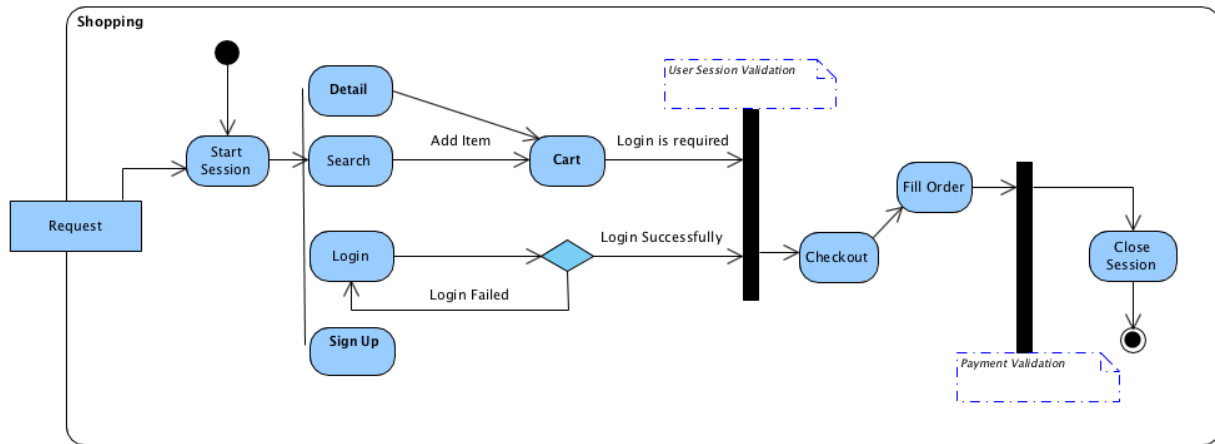 Shopping
User Session Validation
Detail
Start
Session
Search
Add Item
Cart
Login is required
Fill Order
Request
Login
Login Successfully
Checkout
Close
Session
Login Failed
Sign Up
Payment Validation